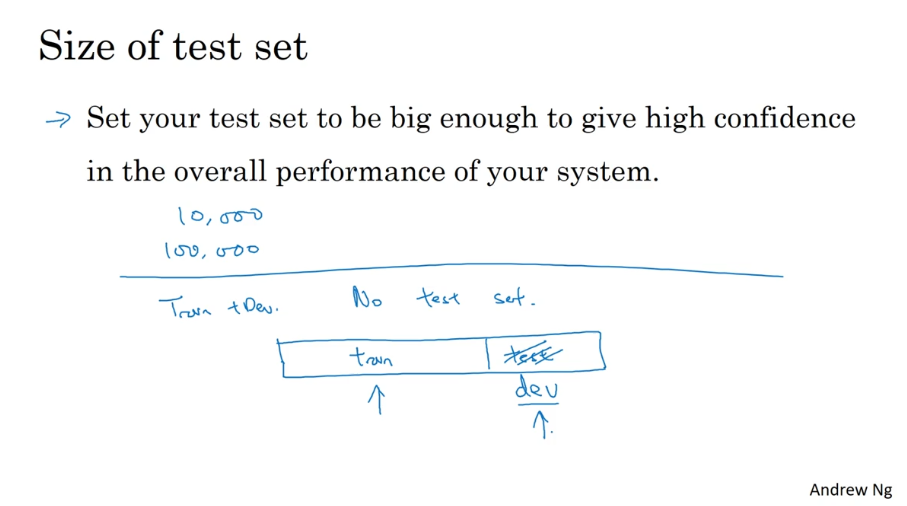 Size of test set
→ Set your test set to be big enough to give high confidence
in the overall performance of your system.
10,000
100,000
Train + Dev. No test set.
train test
dev
Andrew Ng